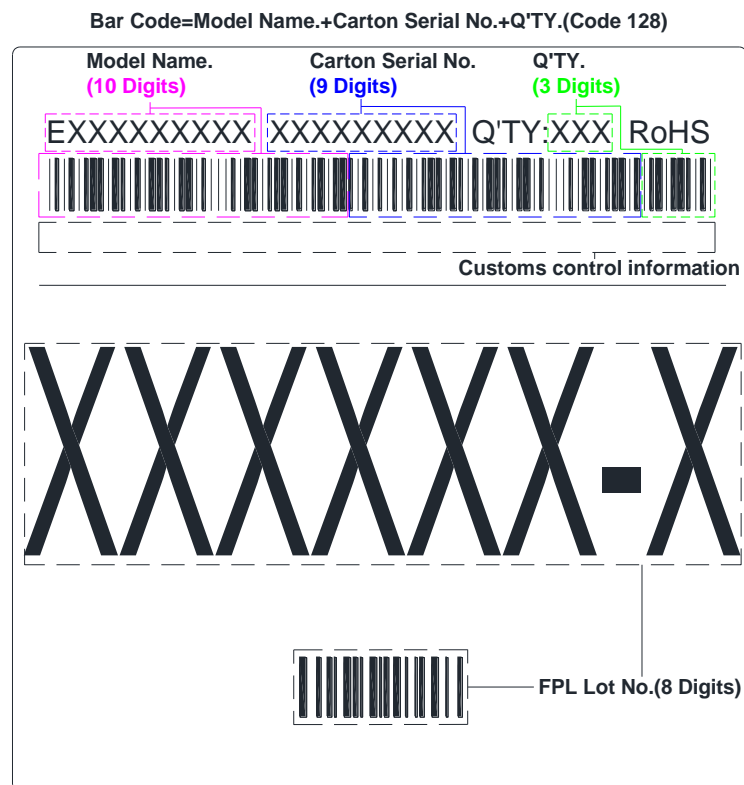 Bar Code=Model Name.+Carton Serial No.+Q'TY.(Code 128)
Model Name. Carton Serial No. Q'TY.
(10 Digits) (9 Digits) (3 Digits)
EXXXXXXXXX XXXXXXXXX Q'TY:XXX RoHS
Customs control information
XXXXXX-X
FPL Lot No.(8 Digits)